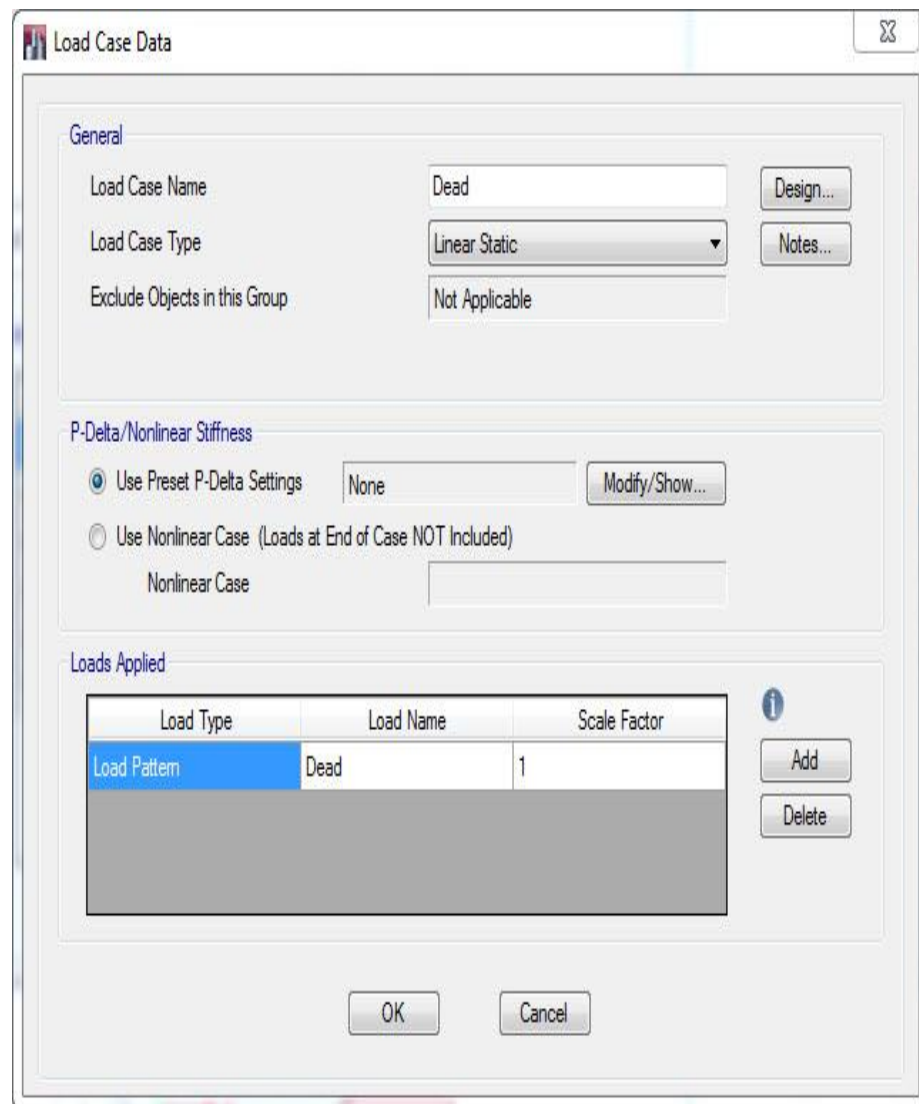 Load Case Data
General
Load Case Name Dead Design...
Load Case Type Linear Static Notes...
Exclude Objects in this Group Not Applicable
P-Delta/Nonlinear Stiffness
Use Preset P-Delta Settings None Modify/Show...
Use Nonlinear Case (Loads at End of Case NOT Included)
Nonlinear Case
Loads Applied
Load Type Load Name Scale Factor
Load Pattern Dead 1
Add
Delete
OK Cancel